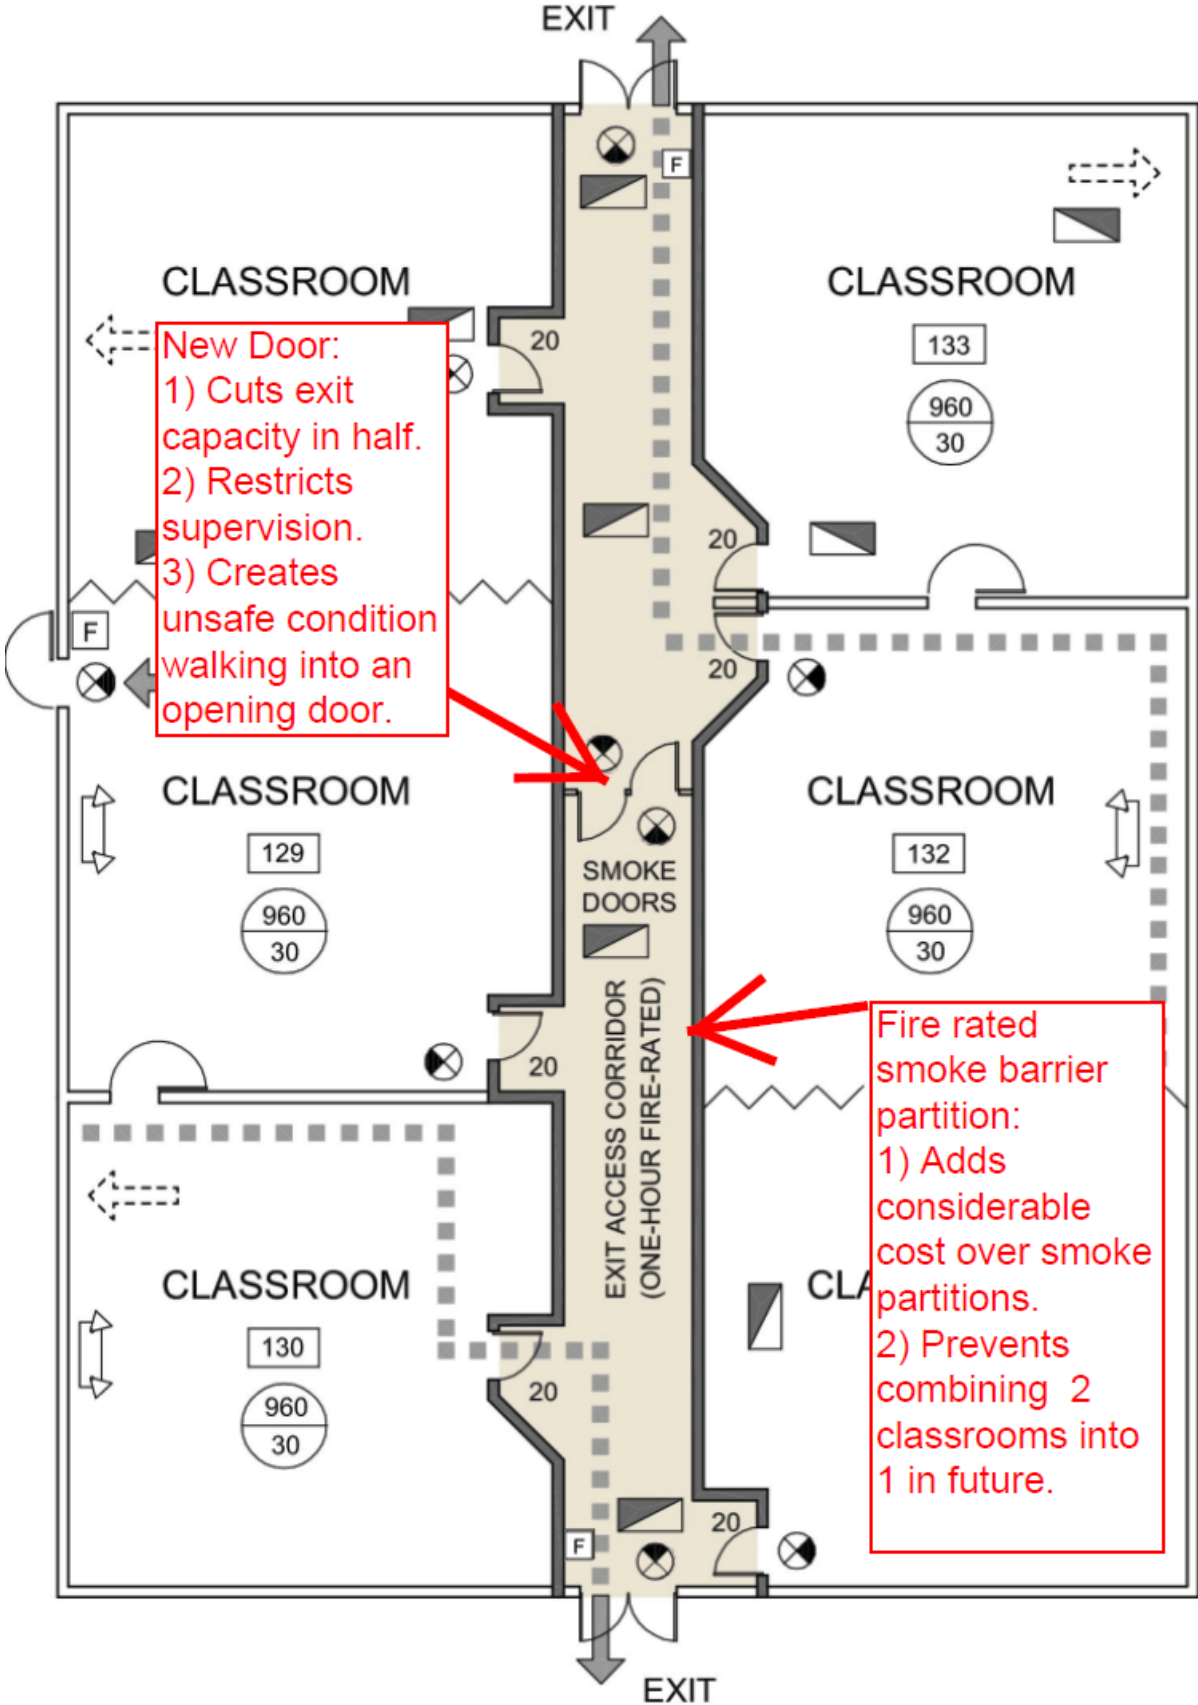 EXIT
F
CLASSROOM
CLASSROOM
133
960
30
20
New Door:
1) Cuts exit
capacity in half.
2) Restricts
supervision.
3) Creates
unsafe condition
walking into an
opening door.
20
F
20
CLASSROOM
129
960
30
CLASSROOM
132
960
30
SMOKE
DOORS
20
EXIT ACCESS CORRIDOR
(ONE-HOUR FIRE-RATED)
Fire rated
smoke barrier
partition:
1) Adds
considerable
cost over smoke
partitions.
2) Prevents
combining 2
classrooms into
1 in future.
CLASSROOM
130
960
30
CLA
20
20
F
EXIT